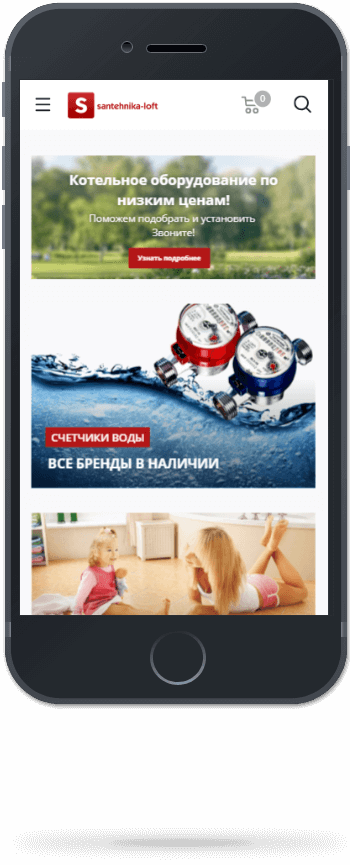 S santehnika-loft
0
Котельное оборудование по
низким ценам!
Поможем подобрать и установить
Звоните!
Узнать подробнее
СЧЕТЧИКИ ВОДЫ
ВСЕ БРЕНДЫ В НАЛИЧИИ